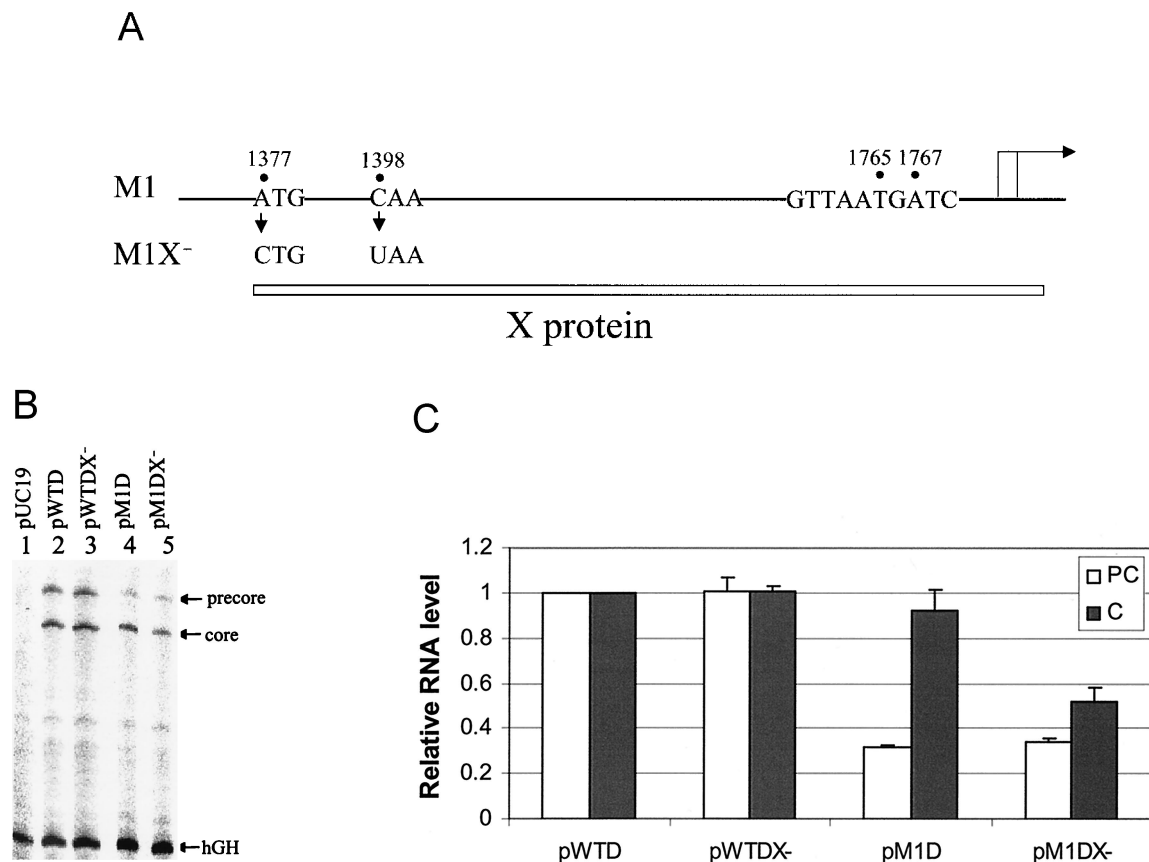 A
1377 1398 1765 1767
M1 ATG CAA GTTAATGATC
M1X⁻ CTG UAA
X protein
B
pUC19 pWTD pWTDX⁻ pM1D pM1DX⁻
1 2 3 4 5
precore
core
hGH
C
Relative RNA level
1.2
1
0.8
0.6
0.4
0.2
0
PC
C
pWTD pWTDX- pM1D pM1DX-